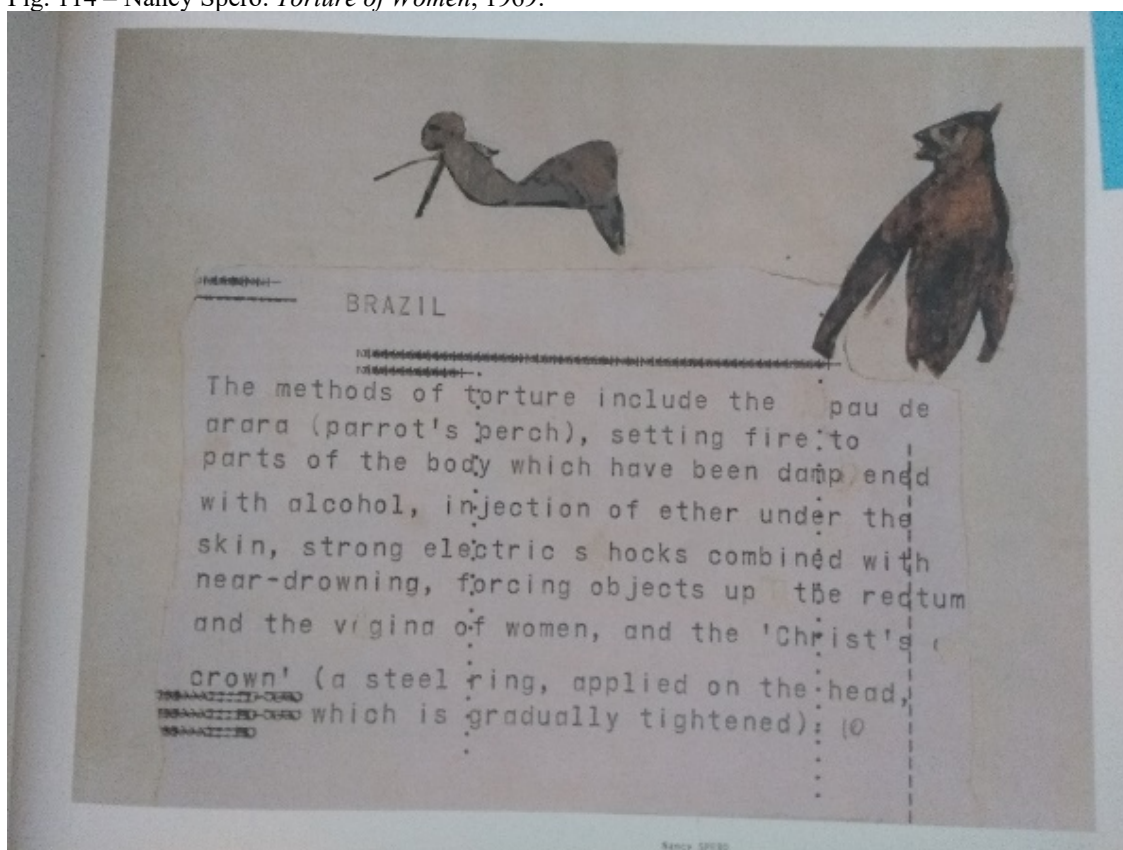 Fig. 114 – Nancy Spero. Torture of Women, 1969.
BRAZIL
The methods of torture include the pau de
arara (parrot's perch), setting fire to
parts of the body which have been damp ened
with alcohol, injection of ether under the
skin, strong electric s hocks combined with
near-drowning, forcing objects up the rectum
and the vigina of women, and the 'Christ's
crown' (a steel ring, applied on the head,
which is gradually tightened). 10
Nancy SPERO